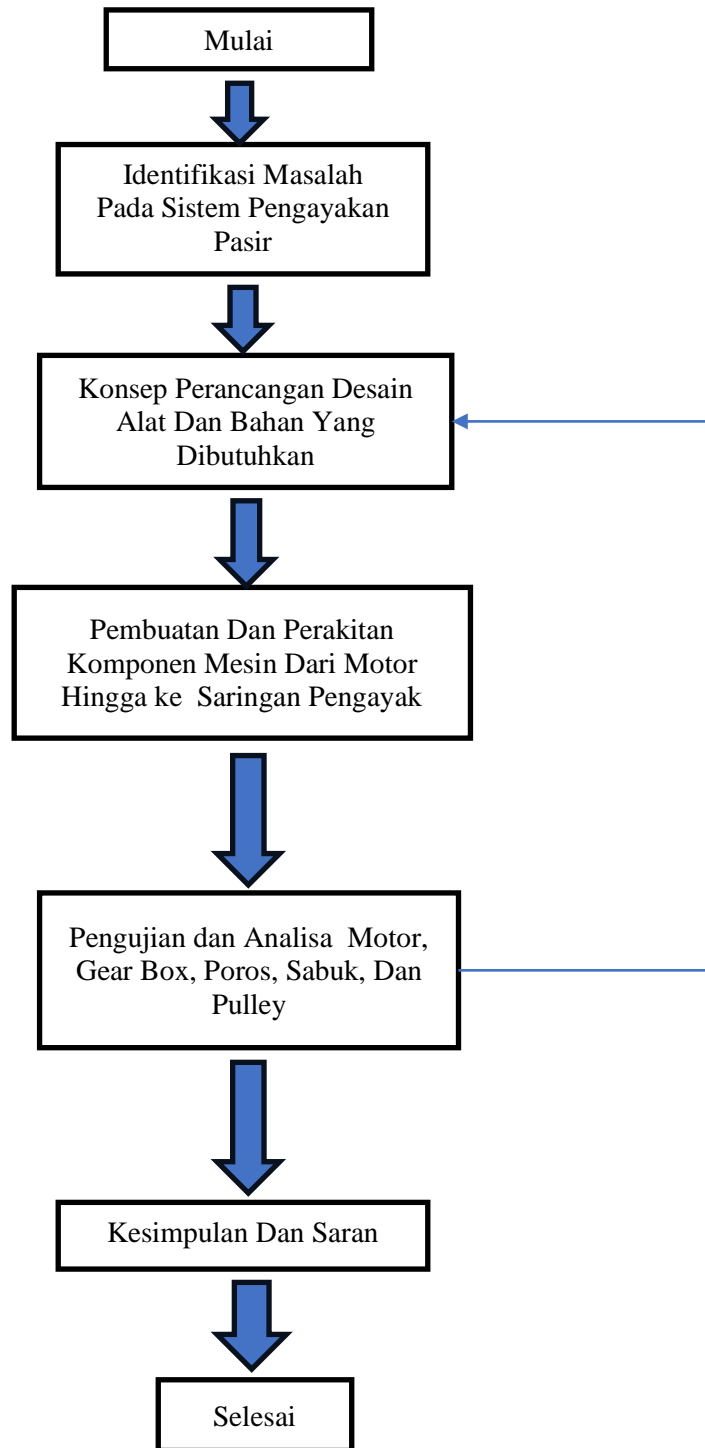 Mulai
Identifikasi Masalah
Pada Sistem Pengayakan
Pasir
Konsep Perancangan Desain
Alat Dan Bahan Yang
Dibutuhkan
Pembuatan Dan Perakitan
Komponen Mesin Dari Motor
Hingga ke Saringan Pengayak
Pengujian dan Analisa Motor,
Gear Box, Poros, Sabuk, Dan
Pulley
Kesimpulan Dan Saran
Selesai